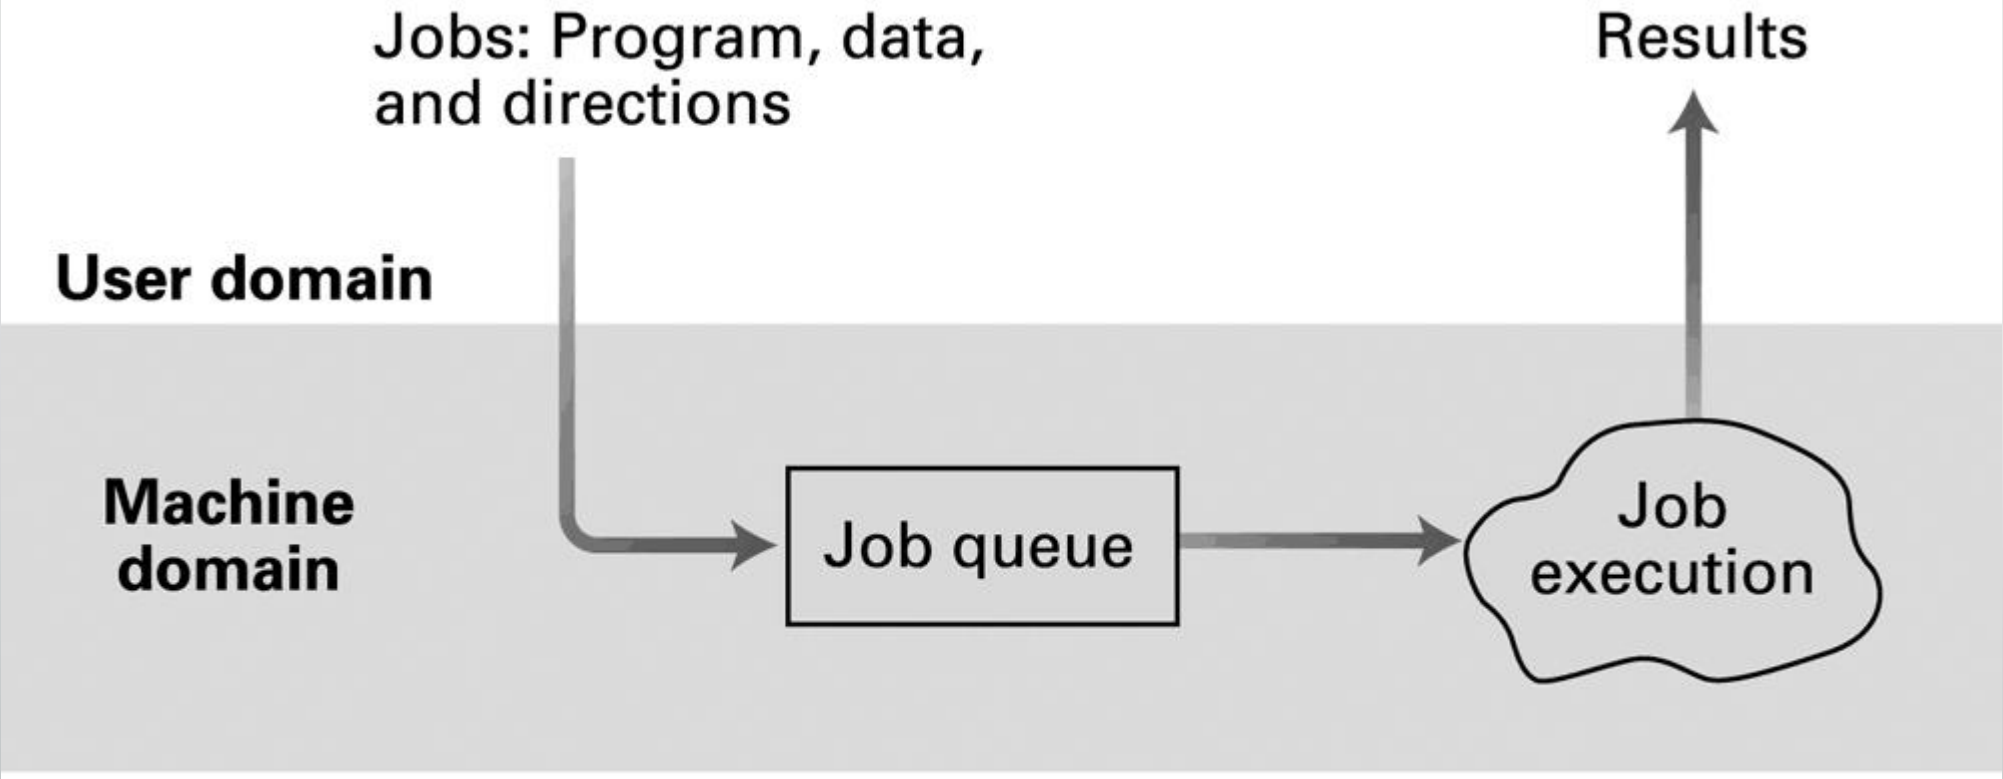 Jobs: Program, data,
and directions
Results
User domain
Machine
domain
Job queue
Job
execution